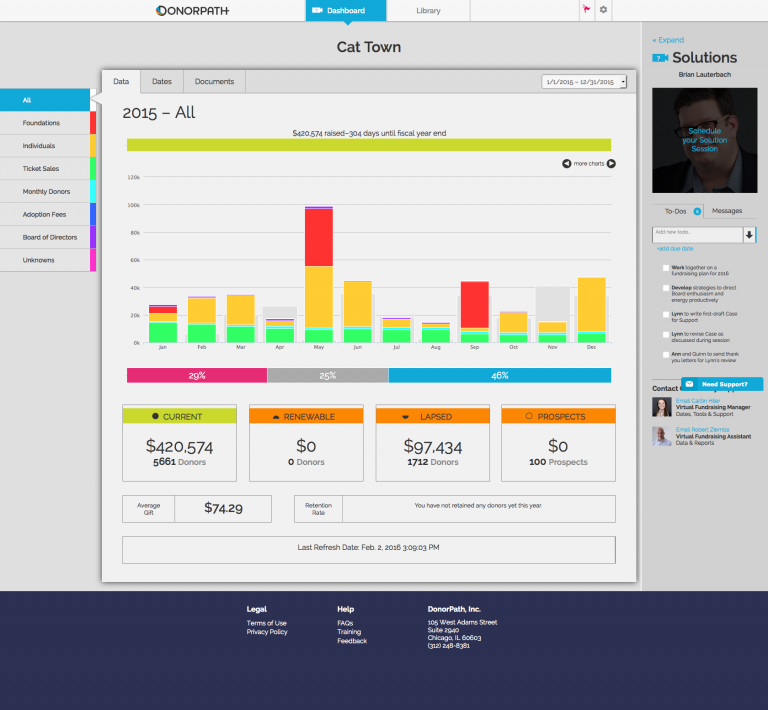 DONORPATH
Dashboard
Library
Cat Town
« Expand
? Solutions
Brian Lauterbach
Schedule
your Solution
Session
Data
Dates
Documents
1/1/2015 – 12/31/2015
All
Foundations
Individuals
Ticket Sales
Monthly Donors
Adoption Fees
Board of Directors
Unknowns
2015 – All
$420,574 raised–304 days until fiscal year end
more charts
120k
100k
80k
60k
40k
20k
0k
Jan Feb Mar Apr May Jun Jul Aug Sep Oct Nov Dec
29% 25% 46%
CURRENT
$420,574
5661 Donors
RENEWABLE
$0
0 Donors
LAPSED
$97,434
1712 Donors
PROSPECTS
$0
100 Prospects
Average
Gift
$74.29
Retention
Rate
You have not retained any donors yet this year.
Last Refresh Date: Feb. 2, 2016 3:09:03 PM
To-Dos
Messages
Add new todo.
+add due date
Work together on a
fundraising plan for 2016
Develop strategies to direct
Board enthusiasm and
energy productively
Lynn to write first-draft Case
for Support
Lynn to revise Case as
discussed during session
Ann and Quinn to send thank
you letters for Lynn's review
Need Support?
Contact
Email Caitlin Hiler
Virtual Fundraising Manager
Dates, Tools & Support
Email Robert Ziemiss
Virtual Fundraising Assistant
Data & Reports
Legal
Terms of Use
Privacy Policy
Help
FAQs
Training
Feedback
DonorPath, Inc.
105 West Adams Street
Suite 2940
Chicago, IL 60603
(312) 248-8381